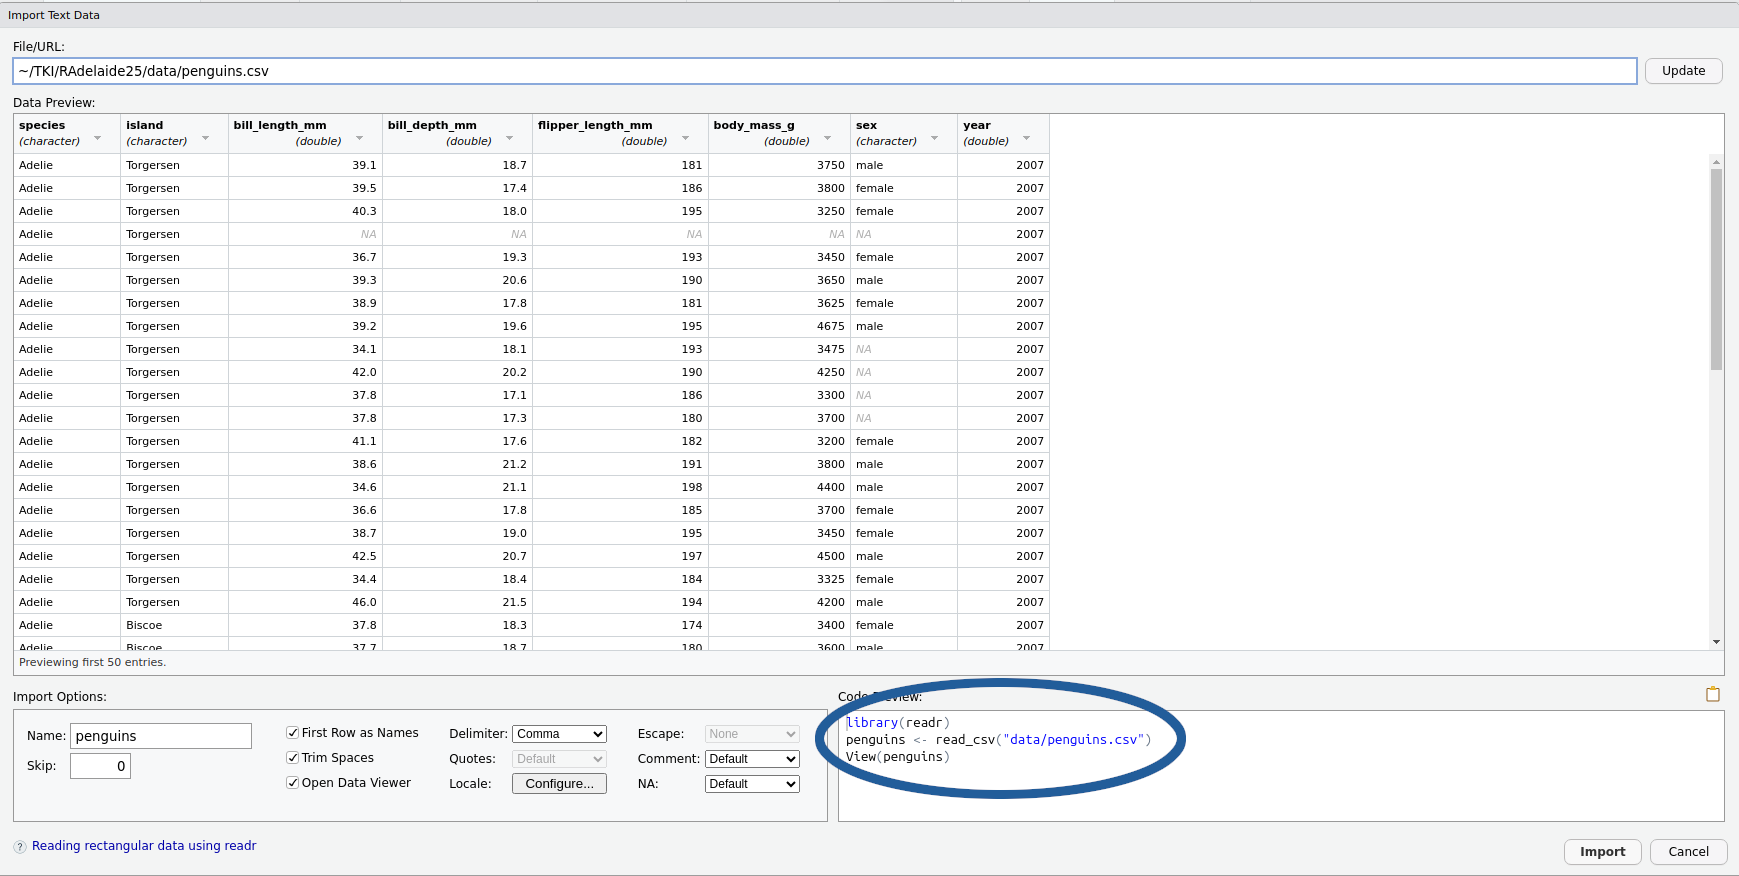 Import Text Data
File/URL:
~/TKI/RAdelaide25/data/penguins.csv Update
Data Preview:
species island bill_length_mm bill_depth_mm flipper_length_mm body_mass_g sex year
(character) (character) (double) (double) (double) (double) (character) (double)
Adelie Torgersen 39.1 18.7 181 3750 male 2007
Adelie Torgersen 39.5 17.4 186 3800 female 2007
Adelie Torgersen 40.3 18.0 195 3250 female 2007
Adelie Torgersen NA NA NA NA NA 2007
Adelie Torgersen 36.7 19.3 193 3450 female 2007
Adelie Torgersen 39.3 20.6 190 3650 male 2007
Adelie Torgersen 38.9 17.8 181 3625 female 2007
Adelie Torgersen 39.2 19.6 195 4675 male 2007
Adelie Torgersen 34.1 18.1 193 3475 NA 2007
Adelie Torgersen 42.0 20.2 190 4250 NA 2007
Adelie Torgersen 37.8 17.1 186 3300 NA 2007
Adelie Torgersen 37.8 17.3 180 3700 NA 2007
Adelie Torgersen 41.1 17.6 182 3200 female 2007
Adelie Torgersen 38.6 21.2 191 3800 male 2007
Adelie Torgersen 34.6 21.1 198 4400 male 2007
Adelie Torgersen 36.6 17.8 185 3700 female 2007
Adelie Torgersen 38.7 19.0 195 3450 female 2007
Adelie Torgersen 42.5 20.7 197 4500 male 2007
Adelie Torgersen 34.4 18.4 184 3325 female 2007
Adelie Torgersen 46.0 21.5 194 4200 male 2007
Adelie Biscoe 37.8 18.3 174 3400 female 2007
Adelie Biscoe 37.7 18.7 180 3600 male 2007
Previewing first 50 entries.
Import Options:
Name: penguins
Skip: 0
First Row as Names
Trim Spaces
Open Data Viewer
Delimiter: Comma
Quotes: Default
Locale: Configure...
Escape: None
Comment: Default
NA: Default
Code Preview:
library(readr)
penguins <- read_csv("data/penguins.csv")
View(penguins)
? Reading rectangular data using readr
Import Cancel